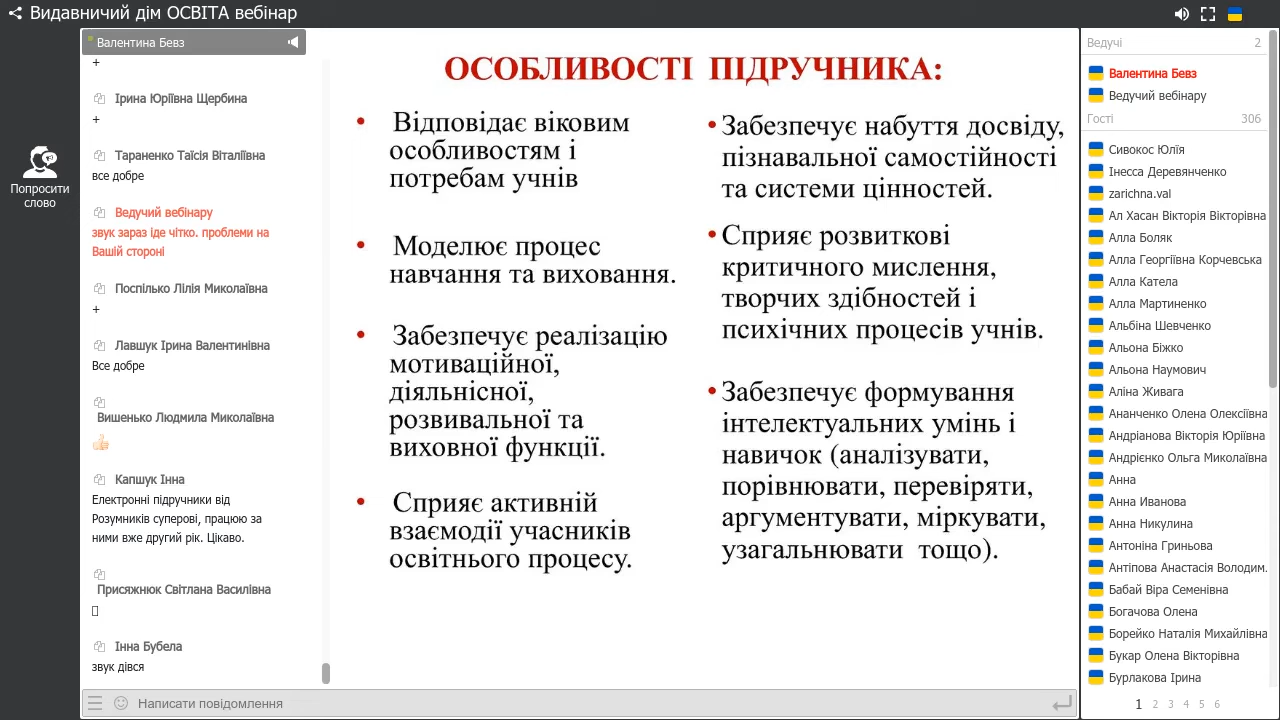 Видавничий дім ОСВІТА вебінар
Попросити
слово
Валентина Бевз
+
Ірина Юріївна Щербина
+
Тараненко Таїсія Віталіївна
все добре
Ведучий вебінару
звук зараз іде чітко. проблеми на
Вашій стороні
Поспілько Лілія Миколаївна
+
Лавшук Ірина Валентинівна
Все добре
Вишенько Людмила Миколаївна
Капшук Інна
Електронні підручники від
Розумників суперові, працюю за
ними вже другий рік. Цікаво.
Присяжнюк Світлана Василівна
Інна Бубела
звук дівся
Написати повідомлення
ОСОБЛИВОСТІ ПІДРУЧНИКА:
• Відповідає віковим
особливостям і
потребам учнів
• Моделює процес
навчання та виховання.
• Забезпечує реалізацію
мотиваційної,
діяльнісної,
розвивальної та
виховної функції.
• Сприяє активній
взаємодії учасників
освітнього процесу.
• Забезпечує набуття досвіду,
пізнавальної самостійності
та системи цінностей.
• Сприяє розвиткові
критичного мислення,
творчих здібностей і
психічних процесів учнів.
• Забезпечує формування
інтелектуальних умінь і
навичок (аналізувати,
порівнювати, перевіряти,
аргументувати, міркувати,
узагальнювати тощо).
Ведучі 2
Валентина Бевз
Ведучий вебінару
Гості 306
Сивокос Юлія
Інесса Деревянченко
zarichna.val
Ал Хасан Вікторія Вікторівна
Алла Боляк
Алла Георгіївна Корчевська
Алла Катела
Алла Мартиненко
Альбіна Шевченко
Альона Біжко
Альона Наумович
Аліна Живага
Ананченко Олена Олексіївна
Андріанова Вікторія Юріївна
Андрієнко Ольга Миколаївна
Анна
Анна Иванова
Анна Никулина
Антоніна Гриньова
Антіпова Анастасія Володим.
Бабай Віра Семенівна
Богачова Олена
Борейко Наталія Михайлівна
Букар Олена Вікторівна
Бурлакова Ірина
1 2 3 4 5 6